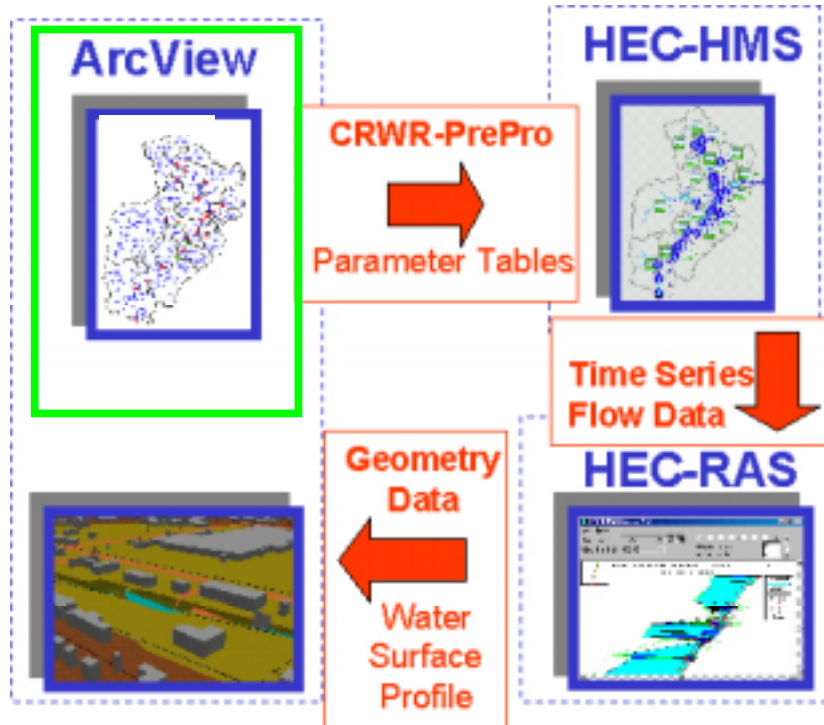 ArcView
HEC-HMS
CRWR-PrePro
Parameter Tables
Time Series
Flow Data
HEC-RAS
Geometry
Data
Water
Surface
Profile